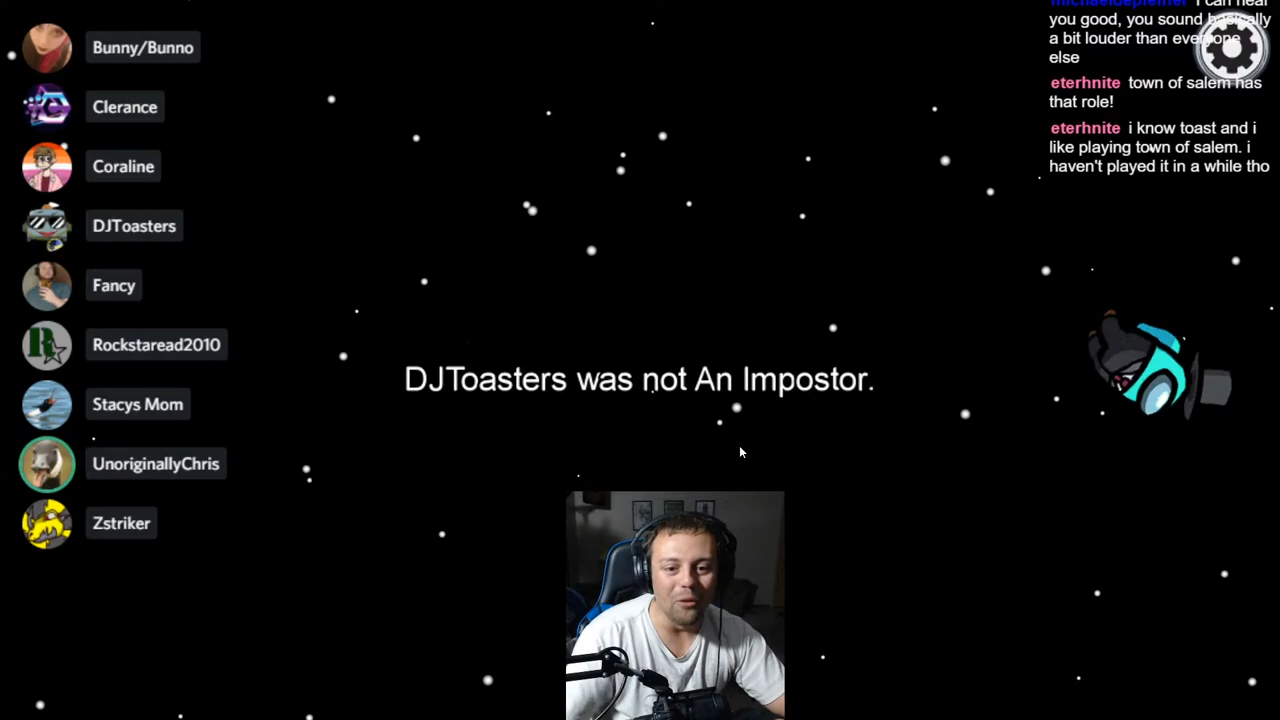 Bunny/Bunno
Clerance
Coraline
DJToasters
Fancy
Rockstaread2010
Stacys Mom
UnoriginallyChris
Zstriker
DJToasters was not An Impostor.
I can hear
you good, you sound basically
a bit louder than everyone
else
eterhnite town of salem has
that role!
eterhnite i know toast and i
like playing town of salem. i
haven't played it in a while tho